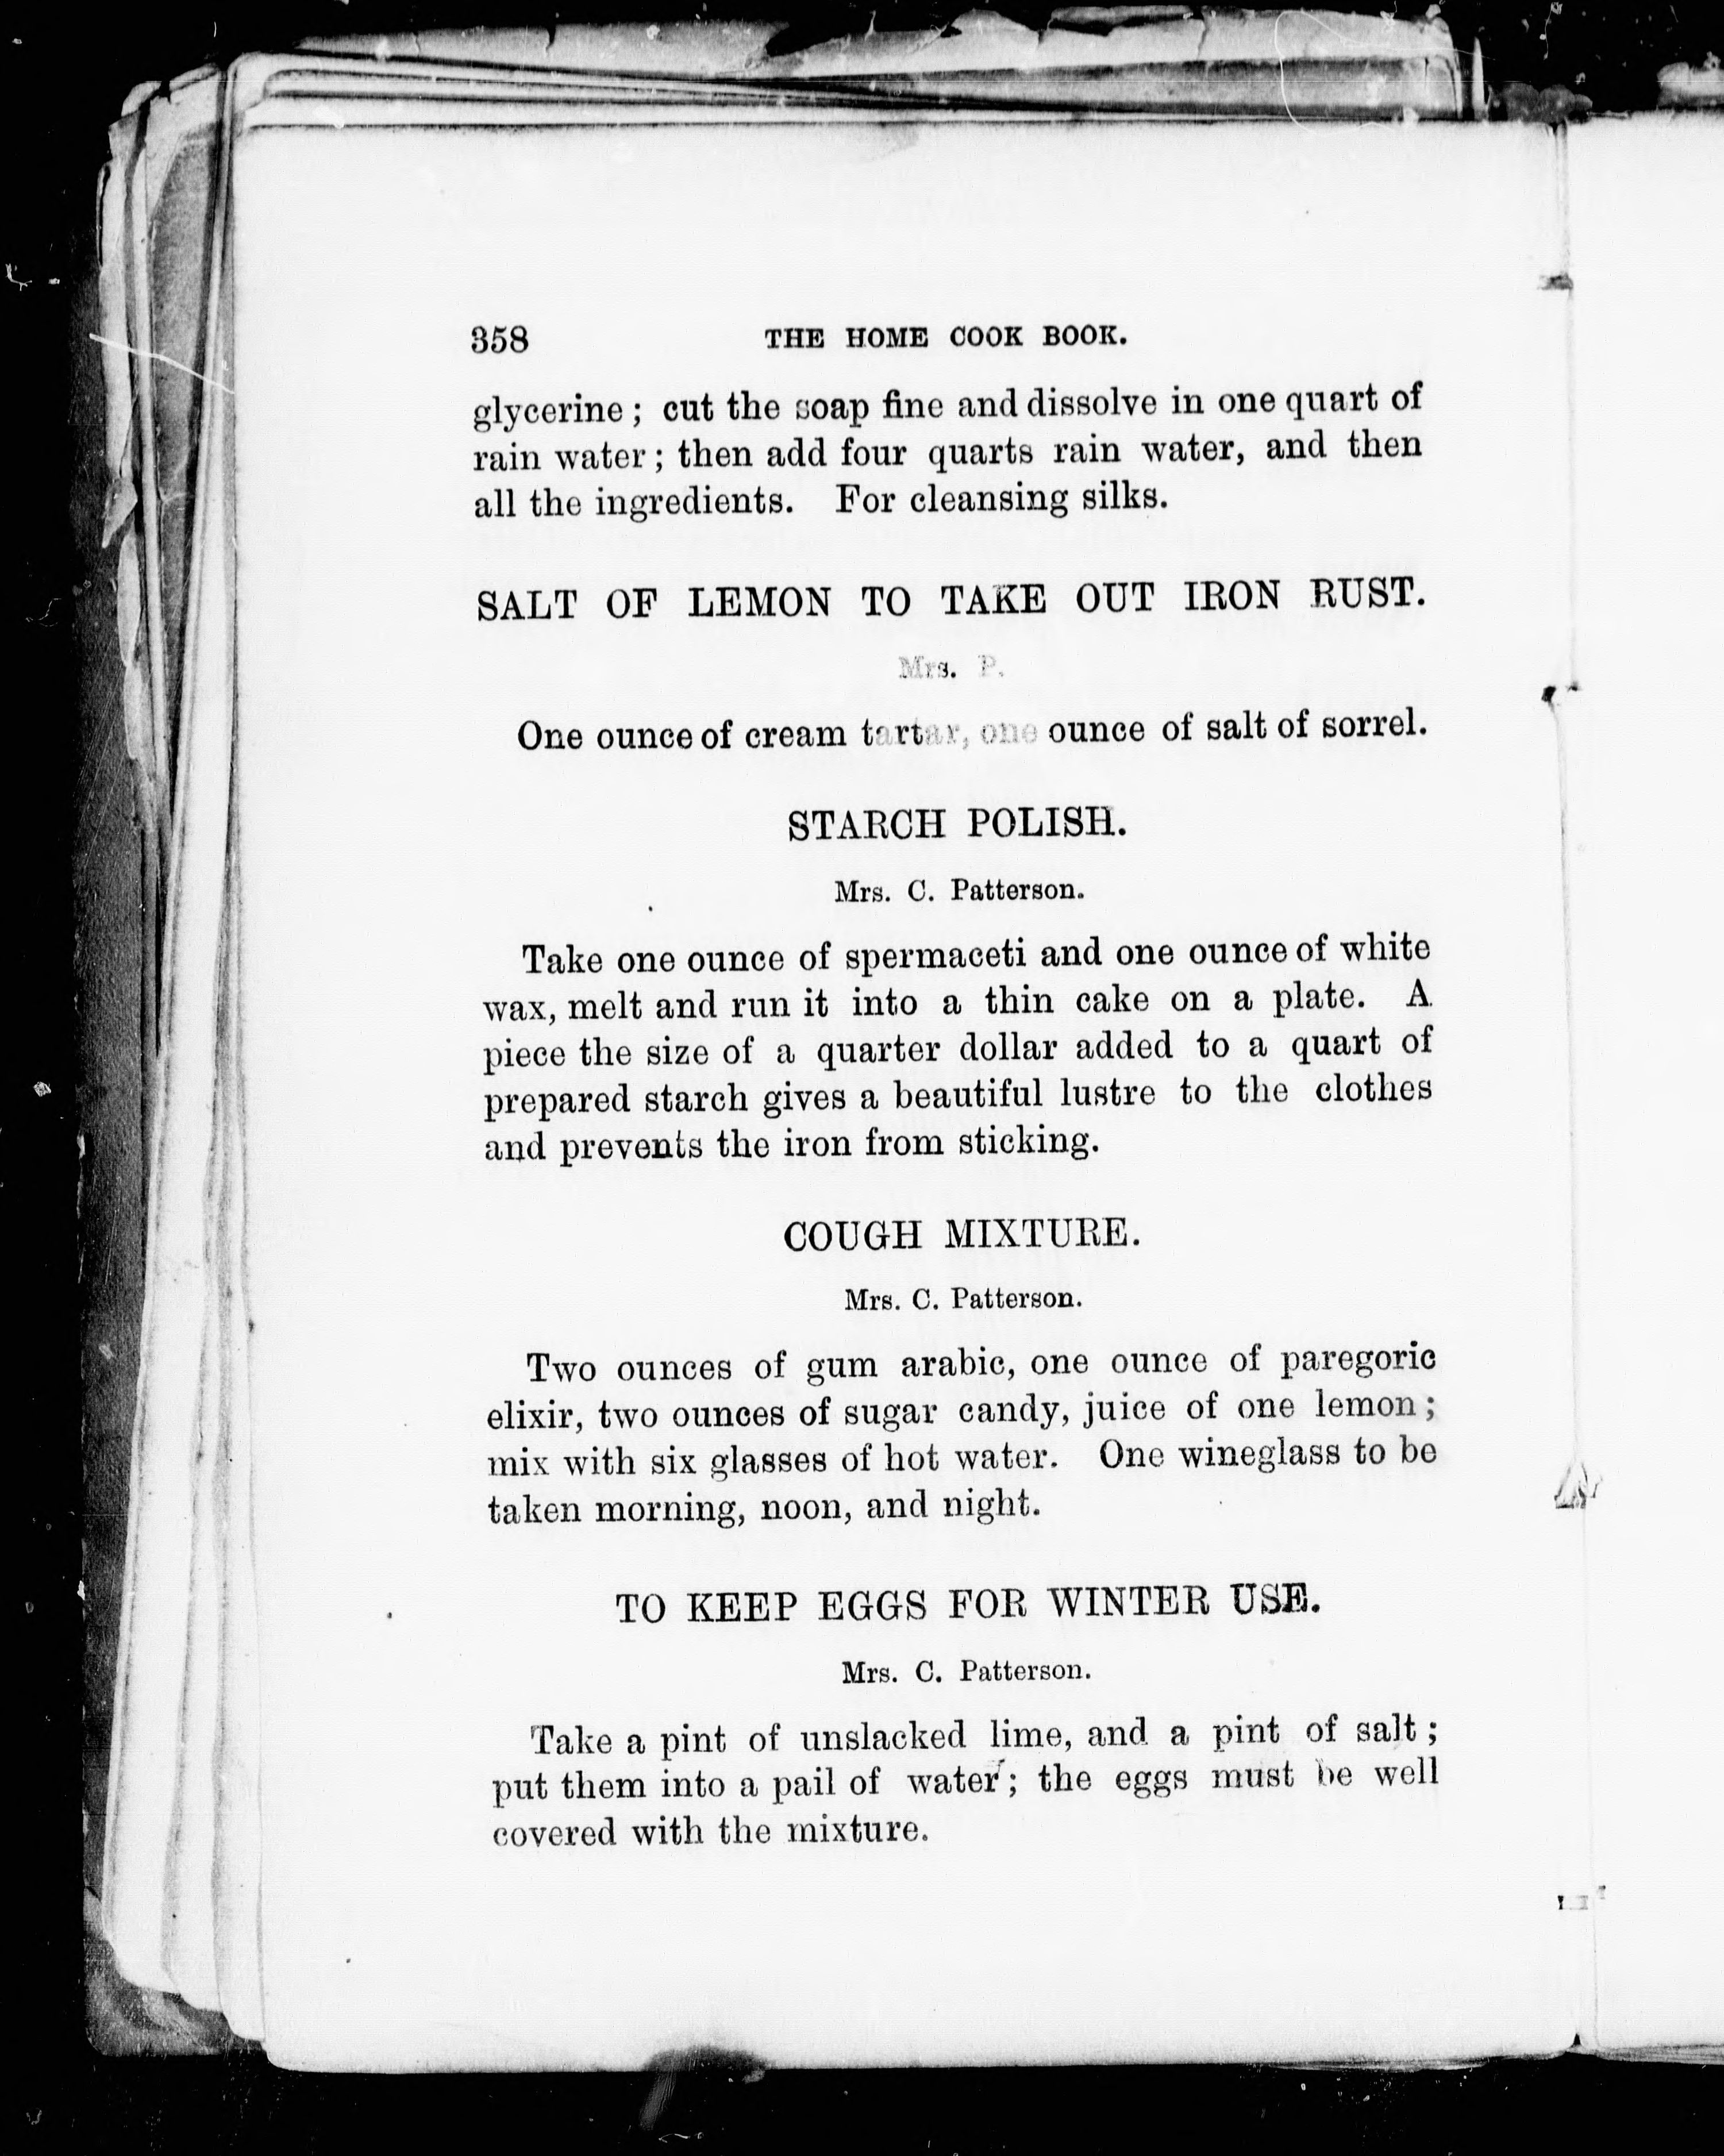 358 THE HOME COOK BOOK.
glycerine; cut the soap fine and dissolve in one quart of
rain water; then add four quarts rain water, and then
all the ingredients. For cleansing silks.
SALT OF LEMON TO TAKE OUT IRON RUST.
Mrs. P.
One ounce of cream tartar, one ounce of salt of sorrel.
STARCH POLISH.
Mrs. C. Patterson.
Take one ounce of spermaceti and one ounce of white
wax, melt and run it into a thin cake on a plate. A
piece the size of a quarter dollar added to a quart of
prepared starch gives a beautiful lustre to the clothes
and prevents the iron from sticking.
COUGH MIXTURE.
Mrs. C. Patterson.
Two ounces of gum arabic, one ounce of paregoric
elixir, two ounces of sugar candy, juice of one lemon;
mix with six glasses of hot water. One wineglass to be
taken morning, noon, and night.
TO KEEP EGGS FOR WINTER USE.
Mrs. C. Patterson.
Take a pint of unslacked lime, and a pint of salt;
put them into a pail of water; the eggs must be well
covered with the mixture.